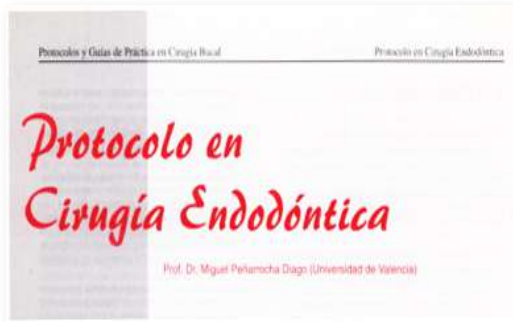 Protocolos y Guías de Práctica en Cirugía Bucal
Protocolo en Cirugía Endodóntica
Protocolo en
Cirugía Endodóntica
Prof. Dr. Miguel Peñarrocha Diago (Universidad de Valencia)